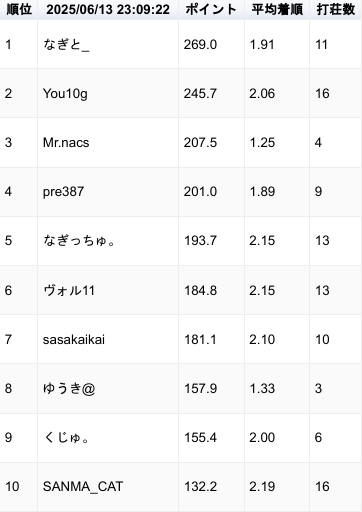 順位 2025/06/13 23:09:22 ポイント 平均着順 打荘数
1 なぎと_ 269.0 1.91 11
2 You10g 245.7 2.06 16
3 Mr.nacs 207.5 1.25 4
4 pre387 201.0 1.89 9
5 なぎっちゅ。 193.7 2.15 13
6 ヴォル11 184.8 2.15 13
7 sasakaikai 181.1 2.10 10
8 ゆうき@ 157.9 1.33 3
9 くじゅ。 155.4 2.00 6
10 SANMA_CAT 132.2 2.19 16